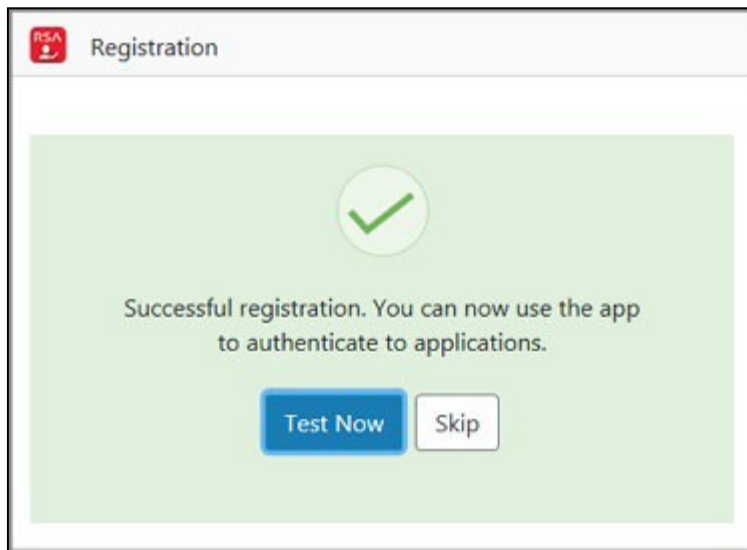 RSA
Registration
Successful registration. You can now use the app
to authenticate to applications.
Test Now
Skip